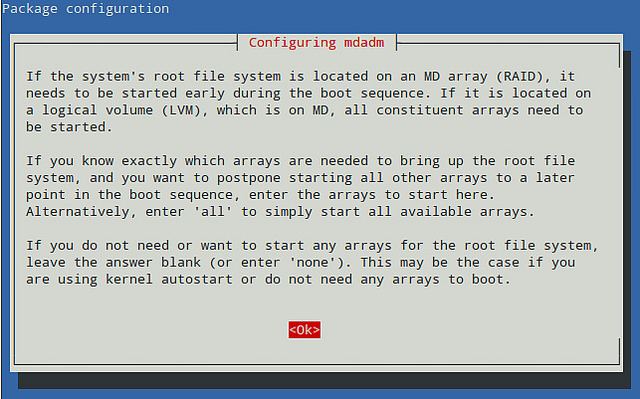 Package configuration
Configuring mdadm
If the system's root file system is located on an MD array (RAID), it
needs to be started early during the boot sequence. If it is located on
a logical volume (LVM), which is on MD, all constituent arrays need to
be started.
If you know exactly which arrays are needed to bring up the root file
system, and you want to postpone starting all other arrays to a later
point in the boot sequence, enter the arrays to start here.
Alternatively, enter 'all' to simply start all available arrays.
If you do not need or want to start any arrays for the root file system,
leave the answer blank (or enter 'none'). This may be the case if you
are using kernel autostart or do not need any arrays to boot.
<Ok>